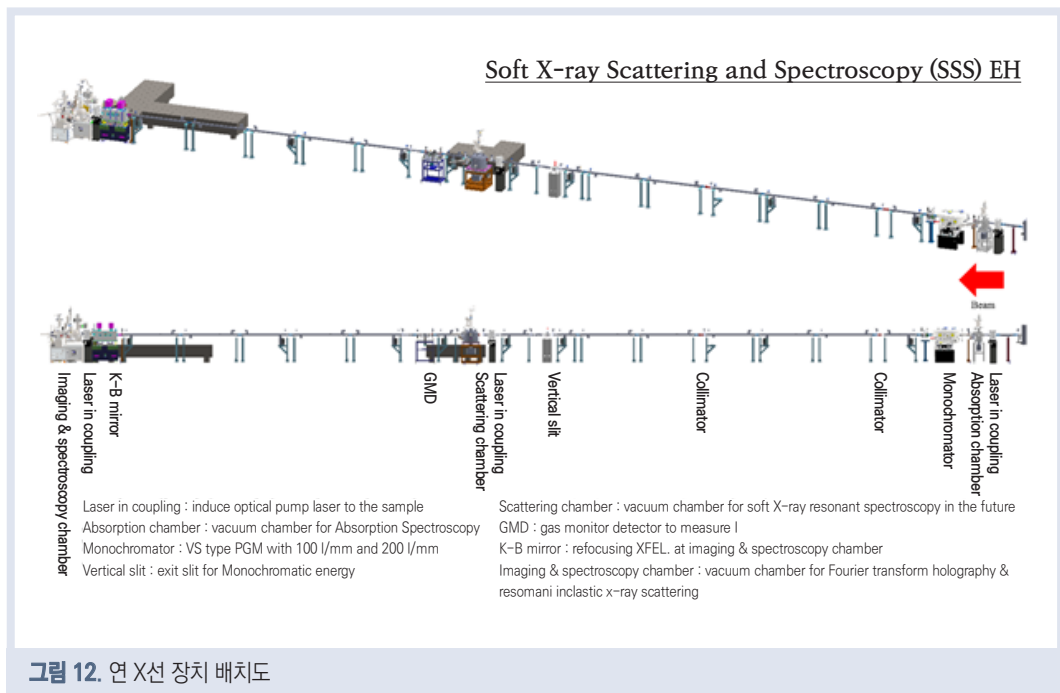 Soft X-ray Scattering and Spectroscopy (SSS) EH
Beam
Imaging & spectroscopy chamber
Laser in coupling
K-B mirror
GMD
Scattering chamber
Laser in coupling
Vertical slit
Collimator
Collimator
Monochromator
Absorption chamber
Laser in coupling
Laser in coupling : induce optical pump laser to the sample
Absorption chamber : vacuum chamber for Absorption Spectroscopy
Monochromator : VS type PGM with 100 l/mm and 200 l/mm
Vertical slit : exit slit for Monochromatic energy
Scattering chamber : vacuum chamber for soft X-ray resonant spectroscopy in the future
GMD : gas monitor detector to measure I
K-B mirror : refocusing XFEL. at imaging & spectroscopy chamber
Imaging & spectroscopy chamber : vacuum chamber for Fourier transform holography &
resomani inclastic x-ray scattering
그림 12. 연 X선 장치 배치도